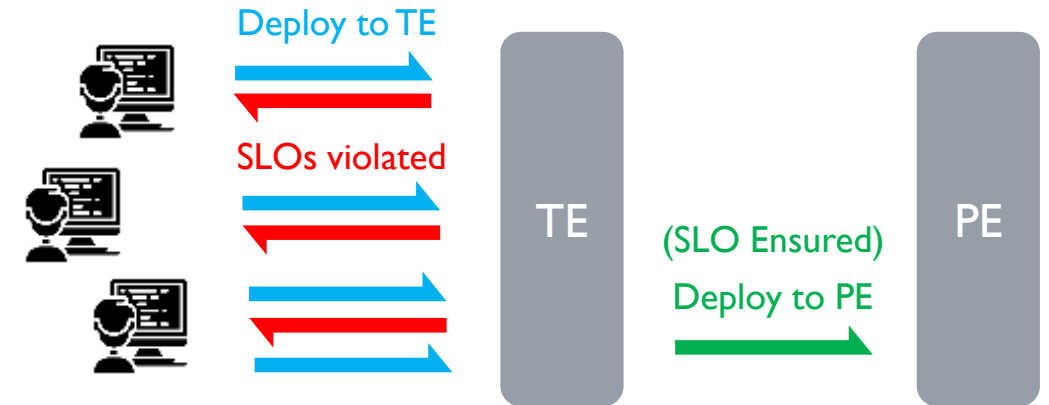 Deploy to TE
SLOs violated
TE
(SLO Ensured)
Deploy to PE
PE